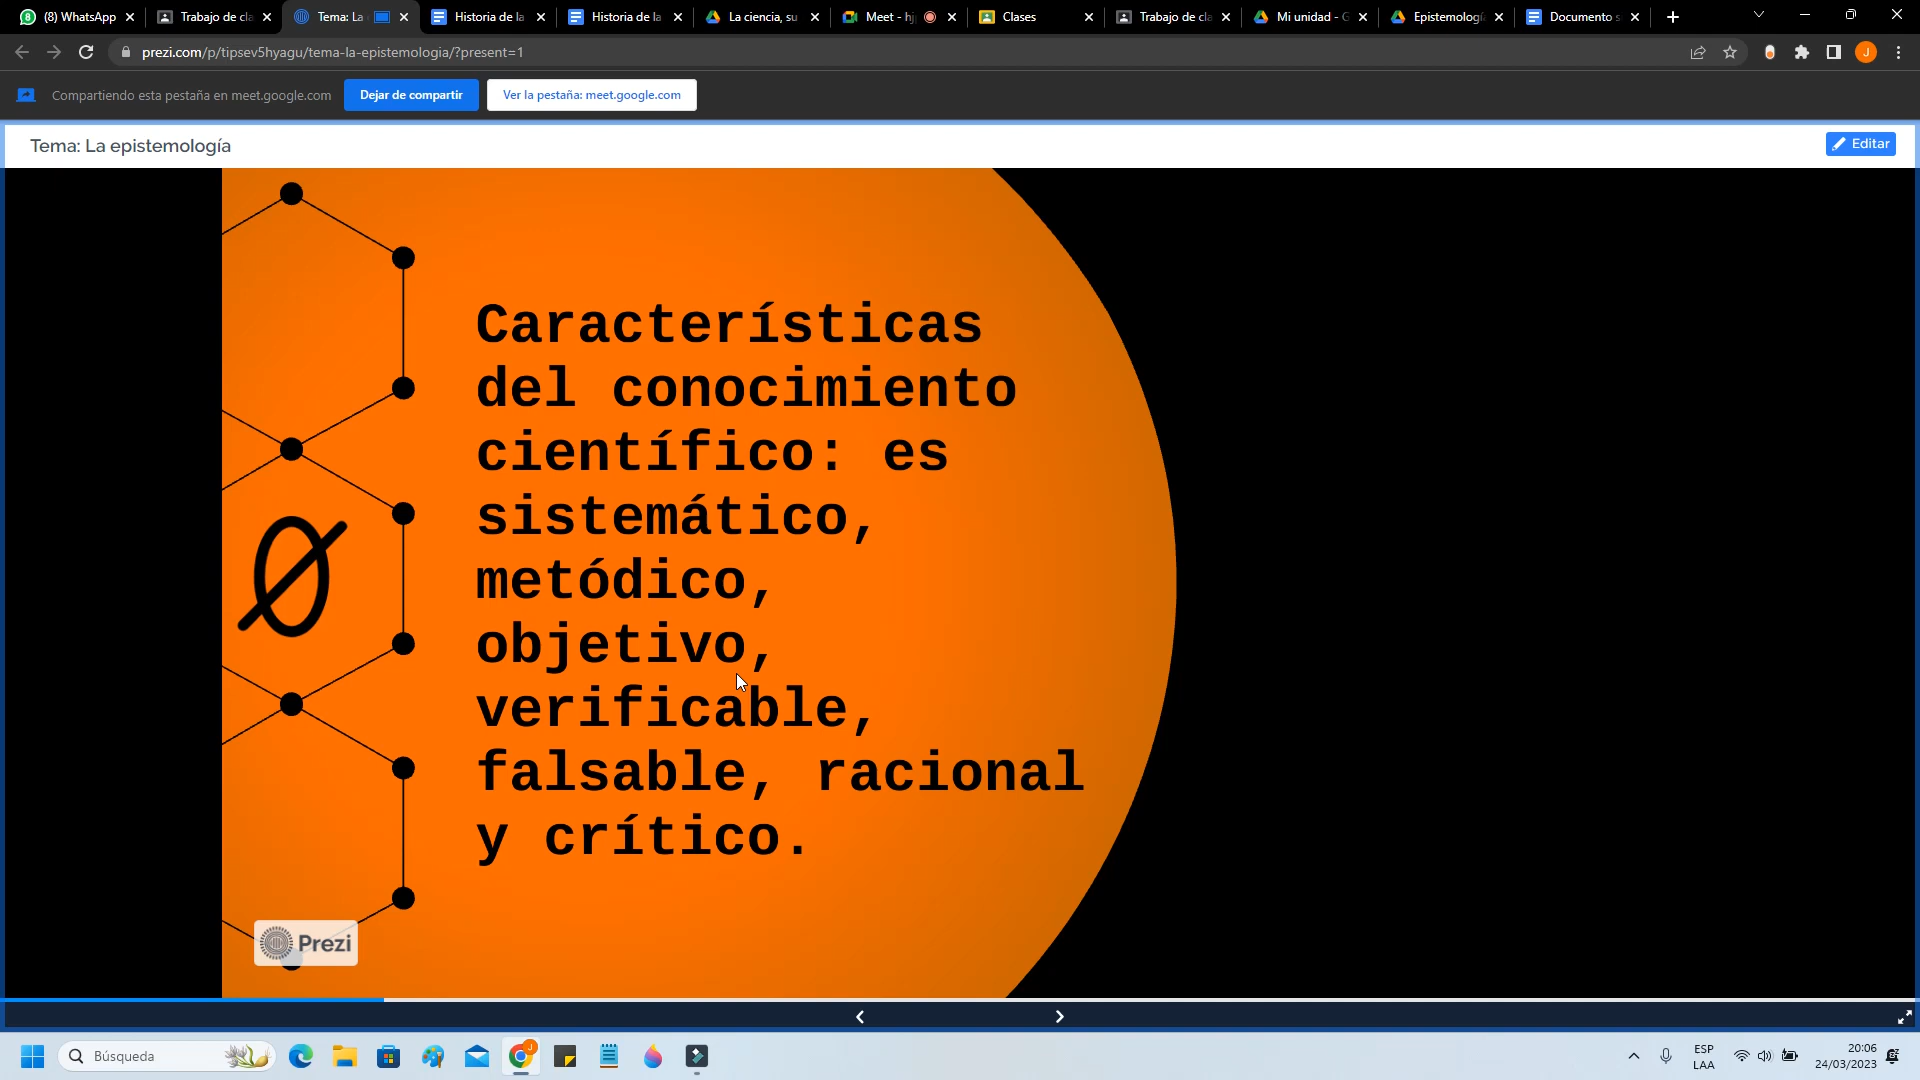 (8) WhatsApp
Trabajo de cla
Tema: La
Historia de la
Historia de la
La ciencia, su
Meet - hj
Clases
Trabajo de cla
Mi unidad - G
Epistemologí
Documento s
prezi.com/p/tipsev5hyagu/tema-la-epistemologia/?present=1
J
Compartiendo esta pestaña en meet.google.com
Dejar de compartir
Ver la pestaña: meet.google.com
Tema: La epistemología
Editar
Características
del conocimiento
científico: es
sistemático,
metódico,
objetivo,
verificable,
falsable, racional
y crítico.
0
Prezi
Búsqueda
ESP
LAA
20:06
24/03/2023